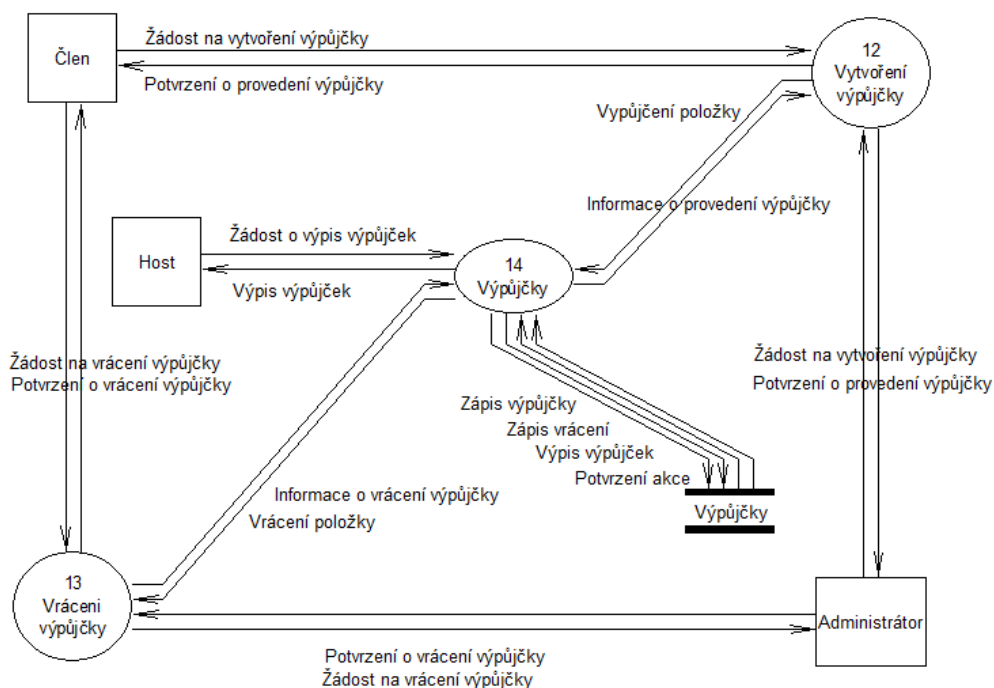 Člen
Žádost na vytvoření výpůjčky
Potvrzení o provedení výpůjčky
12
Vytvoření
výpůjčky
Vypůjčení položky
Informace o provedení výpůjčky
Host
Žádost o výpis výpůjček
Výpis výpůjček
14
Výpůjčky
Žádost na vrácení výpůjčky
Potvrzení o vrácení výpůjčky
Žádost na vytvoření výpůjčky
Potvrzení o provedení výpůjčky
Zápis výpůjčky
Zápis vrácení
Výpis výpůjček
Potvrzení akce
Výpůjčky
Informace o vrácení výpůjčky
Vrácení položky
13
Vráceni
výpůjčky
Administrátor
Potvrzení o vrácení výpůjčky
Žádost na vrácení výpůjčky